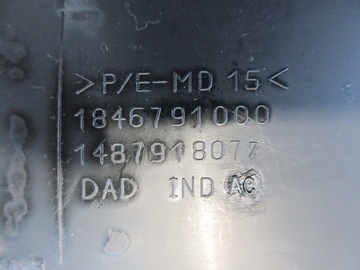 >P/E-MD 15<
1846791000
1487918077
DAD IND AC